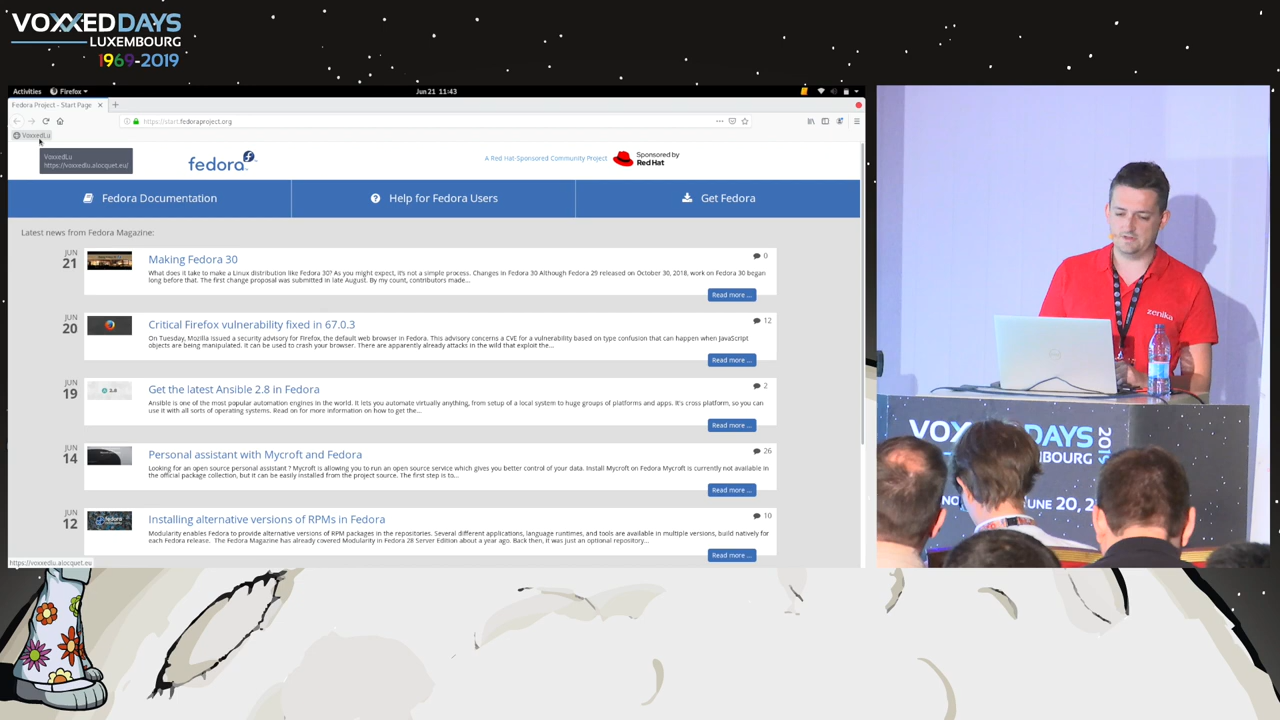 VOXXEDDAYS
LUXEMBOURG
1969-2019
Activities Firefox Jun 21 11:43
Fedora Project - Start Page
https://start.fedoraproject.org
VoxxedLu
VoxxedLu
https://voxxedlu.alocquet.eu/
fedora
A Red Hat-Sponsored Community Project
Sponsored by
Red Hat
Fedora Documentation
Help for Fedora Users
Get Fedora
Latest news from Fedora Magazine:
JUN
21
Making Fedora 30
0
What does it take to make a Linux distribution like Fedora 30? As you might expect, it's not a simple process. Changes in Fedora 30 Although Fedora 29 released on October 30, 2018, work on Fedora 30 began
long before that. The first change proposal was submitted in late August. By my count, contributors made...
Read more ...
JUN
20
Critical Firefox vulnerability fixed in 67.0.3
12
On Tuesday, Mozilla issued a security advisory for Firefox, the default web browser in Fedora. This advisory concerns a CVE for a vulnerability based on type confusion that can happen when JavaScript
objects are being manipulated. It can be used to crash your browser. There are apparently already attacks in the wild that exploit the...
Read more ...
JUN
19
2.8
Get the latest Ansible 2.8 in Fedora
2
Ansible is one of the most popular automation engines in the world. It lets you automate virtually anything, from setup of a local system to huge groups of platforms and apps. It's cross platform, so you can
use it with all sorts of operating systems. Read on for more information on how to get the...
Read more ...
JUN
14
Personal assistant with Mycroft and Fedora
26
Looking for an open source personal assistant ? Mycroft is allowing you to run an open source service which gives you better control of your data. Install Mycroft on Fedora Mycroft is currently not available in
the official package collection, but it can be easily installed from the project source. The first step is to...
Read more ...
JUN
12
fedora
Installing alternative versions of RPMs in Fedora
10
Modularity enables Fedora to provide alternative versions of RPM packages in the repositories. Several different applications, language runtimes, and tools are available in multiple versions, build natively for
each Fedora release. The Fedora Magazine has already covered Modularity in Fedora 28 Server Edition about a year ago. Back then, it was just an optional repository...
Read more ...
https://voxxedlu.alocquet.eu
zenika
DELL
DAYS
2019
LUXEMBOURG
JUNE 20, 2